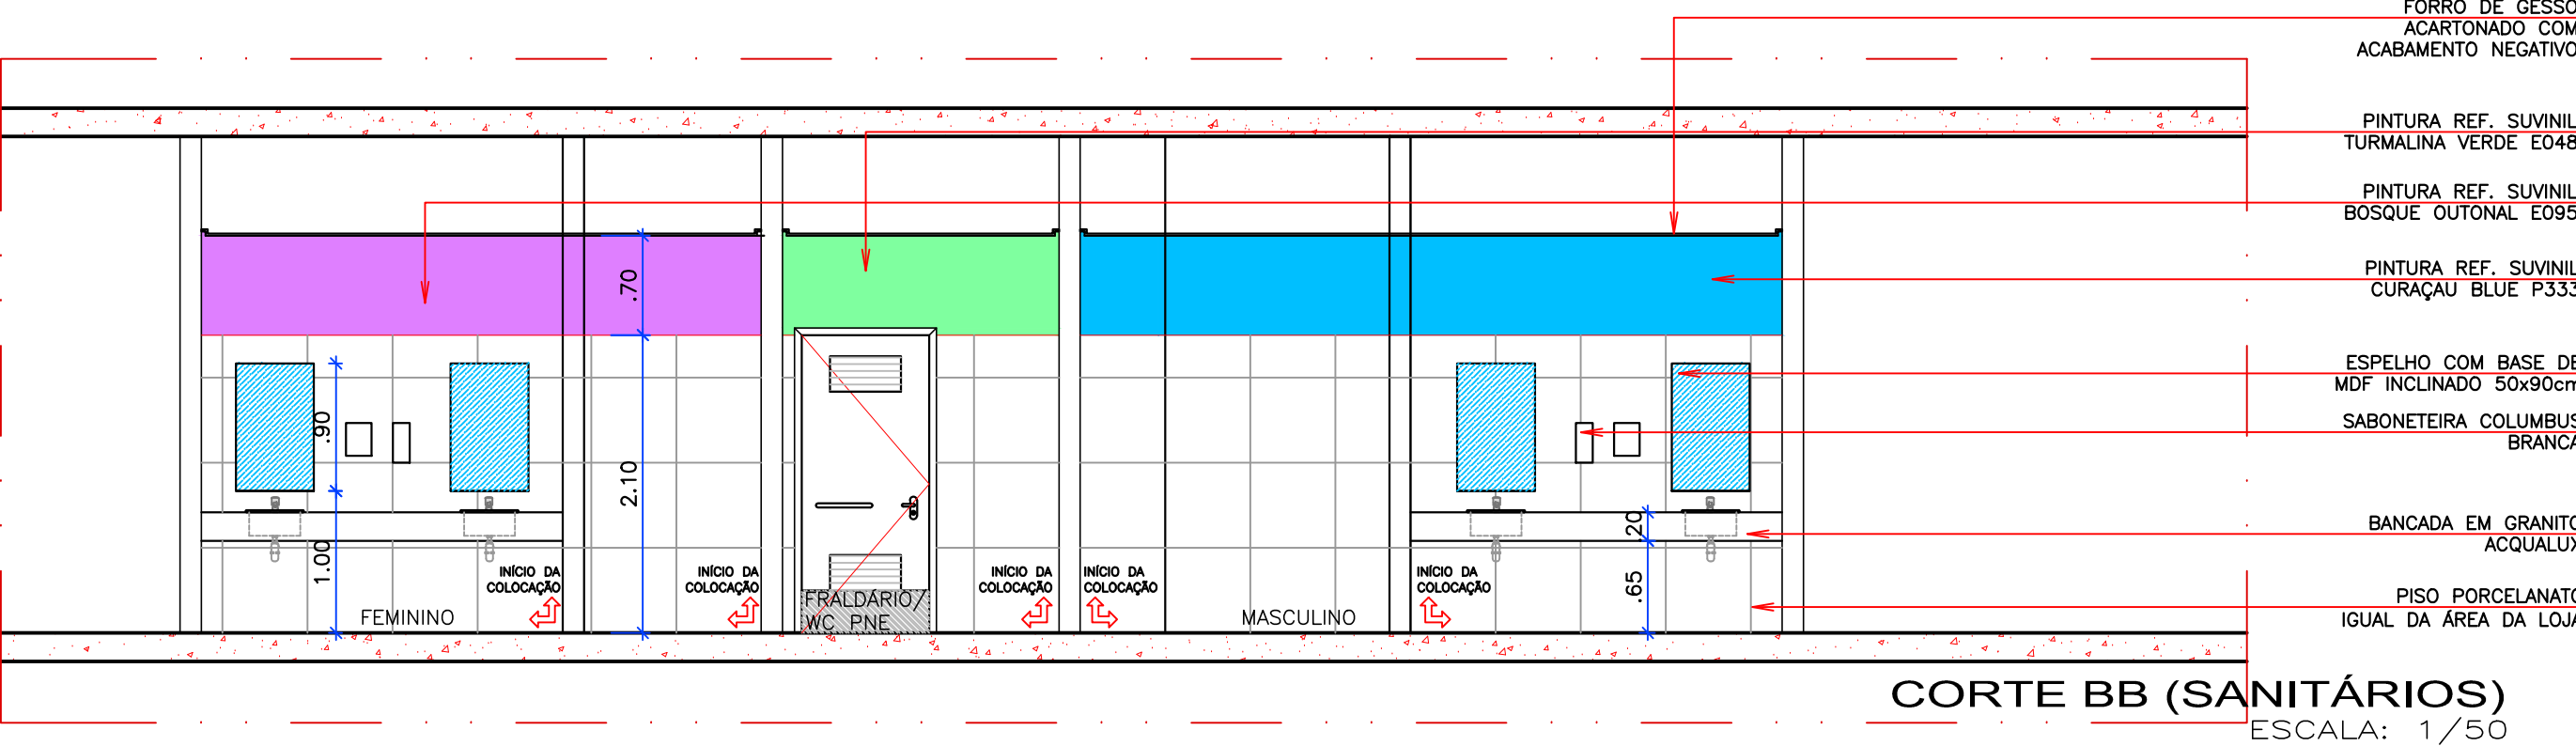 FORRO DE GESSO
ACARTONADO COM
ACABAMENTO NEGATIVO
PINTURA REF. SUVINIL
TURMALINA VERDE E048
PINTURA REF. SUVINIL
BOSQUE OUTONAL E095
PINTURA REF. SUVINIL
CURAÇAU BLUE P333
ESPELHO COM BASE DE
MDF INCLINADO 50x90cm
SABONETEIRA COLUMBUS
BRANCA
BANCADA EM GRANITO
ACQUALUX
PISO PORCELANATO
IGUAL DA ÁREA DA LOJA
.70
.90
2.10
1.00
.20
.65
INÍCIO DA
COLOCAÇÃO
INÍCIO DA
COLOCAÇÃO
INÍCIO DA
COLOCAÇÃO
INÍCIO DA
COLOCAÇÃO
INÍCIO DA
COLOCAÇÃO
FEMININO
FRALDÁRIO/
WC PNE
MASCULINO
CORTE BB (SANITÁRIOS)
ESCALA: 1/50